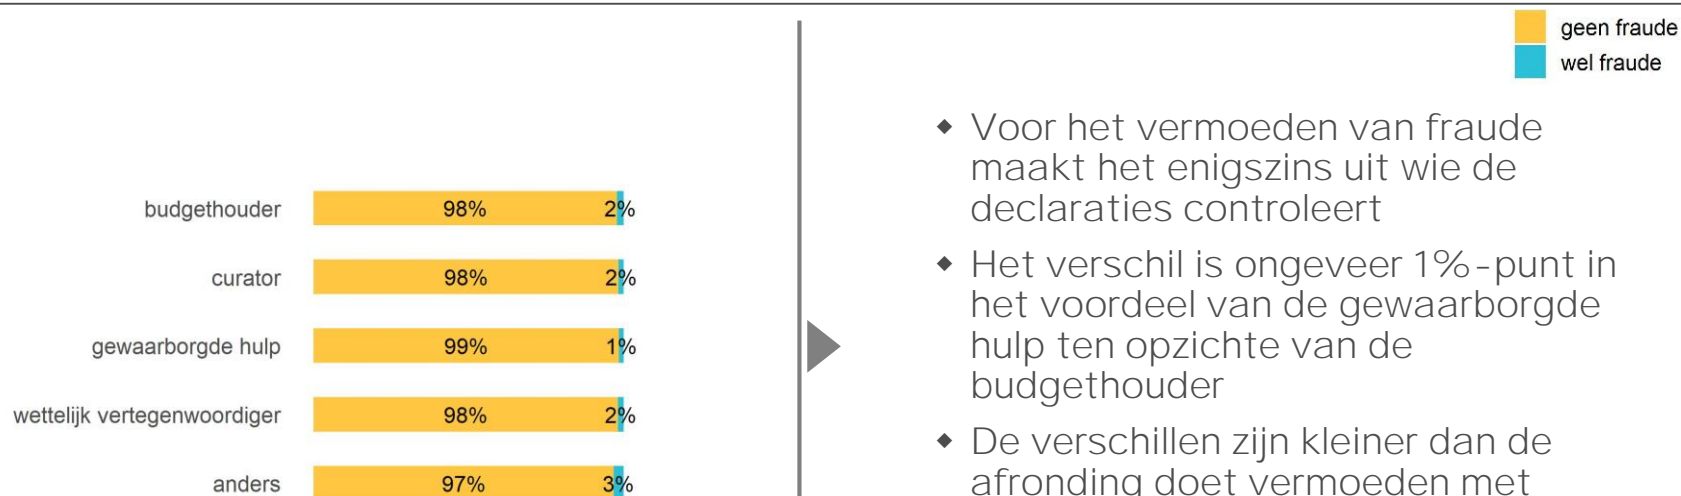 geen fraude
wel fraude
budgethouder 98% 2%
curator 98% 2%
gewaarborgde hulp 99% 1%
wettelijk vertegenwoordiger 98% 2%
anders 97% 3%
◆ Voor het vermoeden van fraude
maakt het enigszins uit wie de
declaraties controleert
◆ Het verschil is ongeveer 1%-punt in
het voordeel van de gewaarborgde
hulp ten opzichte van de
budgethouder
◆ De verschillen zijn kleiner dan de
afronding doet vermoeden met